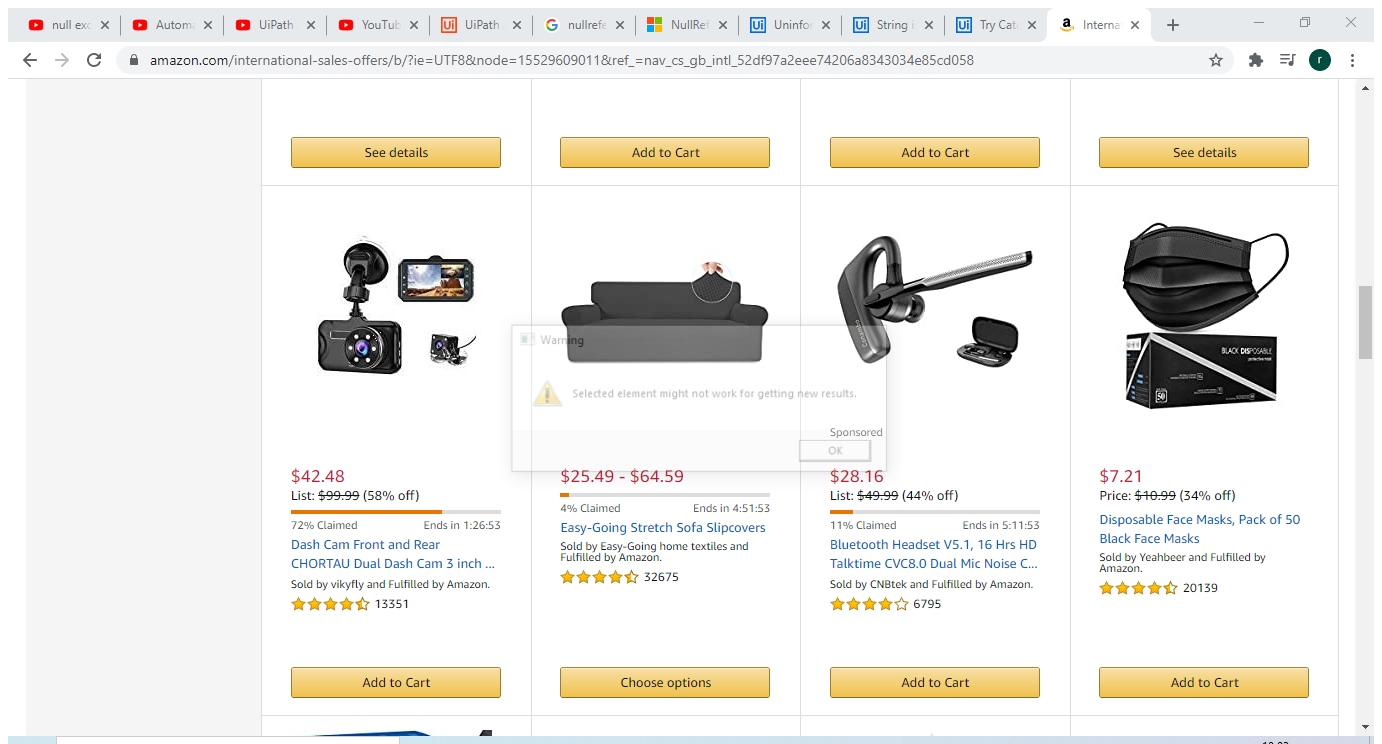 null exc
Automa
UiPath
YouTub
UiPath
nullrefe
NullRef
Uninfor
String i
Try Cat
Interna
amazon.com/international-sales-offers/b/?ie=UTF8&node=15529609011&ref_=nav_cs_gb_intl_52df97a2eee74206a8343034e85cd058
r
See details
Add to Cart
Add to Cart
See details
BLACK DISPOSABLE
protective mask
50
Warning
Selected element might not work for getting new results.
OK
Sponsored
$42.48
List: $99.99 (58% off)
72% Claimed Ends in 1:26:53
Dash Cam Front and Rear
CHORTAU Dual Dash Cam 3 inch ...
Sold by vikyfly and Fulfilled by Amazon.
13351
Add to Cart
$25.49 - $64.59
4% Claimed Ends in 4:51:53
Easy-Going Stretch Sofa Slipcovers
Sold by Easy-Going home textiles and
Fulfilled by Amazon.
32675
Choose options
$28.16
List: $49.99 (44% off)
11% Claimed Ends in 5:11:53
Bluetooth Headset V5.1, 16 Hrs HD
Talktime CVC8.0 Dual Mic Noise C...
Sold by CNBtek and Fulfilled by Amazon.
6795
Add to Cart
$7.21
Price: $10.99 (34% off)
Disposable Face Masks, Pack of 50
Black Face Masks
Sold by Yeahbeer and Fulfilled by
Amazon.
20139
Add to Cart